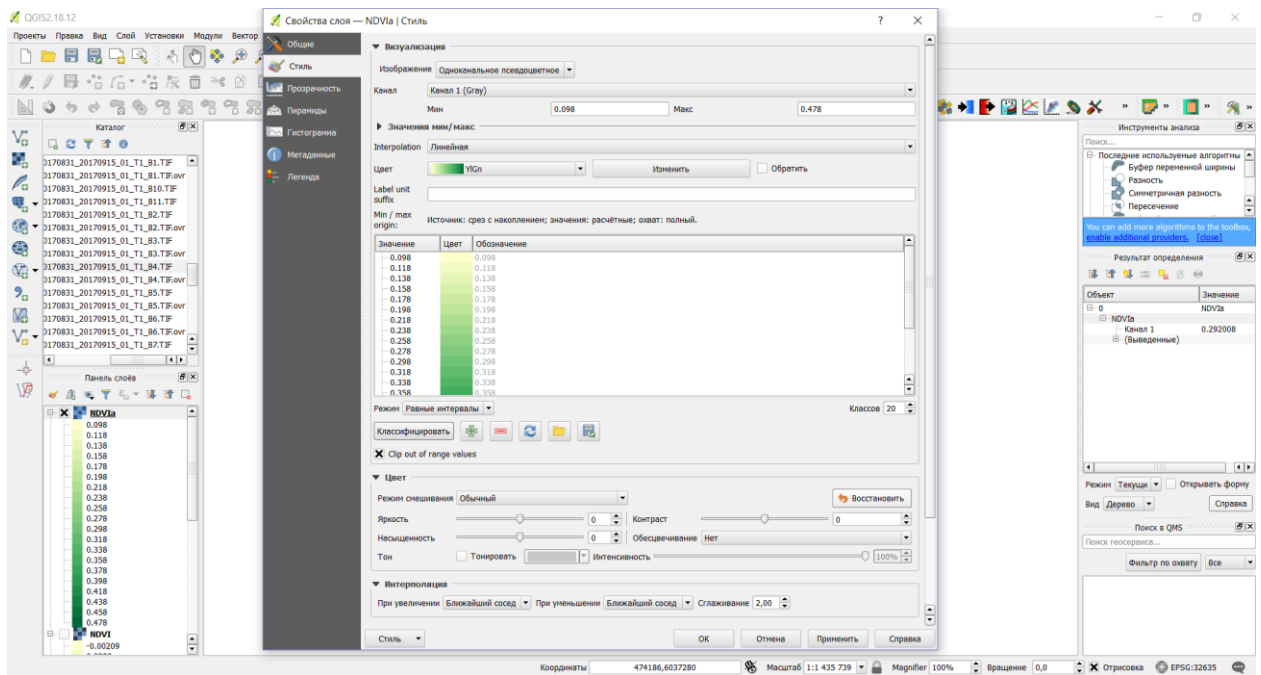 QGIS2.18.12
Проекты Правка Вид Слой Установки Модули Вектор
Каталог
0170831_20170915_01_T1_B1.TIF
0170831_20170915_01_T1_B1.TIF.ovr
0170831_20170915_01_T1_B10.TIF
0170831_20170915_01_T1_B11.TIF
0170831_20170915_01_T1_B2.TIF
0170831_20170915_01_T1_B2.TIF.ovr
0170831_20170915_01_T1_B3.TIF
0170831_20170915_01_T1_B3.TIF.ovr
0170831_20170915_01_T1_B4.TIF
0170831_20170915_01_T1_B4.TIF.ovr
0170831_20170915_01_T1_B5.TIF
0170831_20170915_01_T1_B5.TIF.ovr
0170831_20170915_01_T1_B6.TIF
0170831_20170915_01_T1_B6.TIF.ovr
0170831_20170915_01_T1_B7.TIF
Панель слоёв
NDVIa
0.098
0.118
0.138
0.158
0.178
0.198
0.218
0.238
0.258
0.278
0.298
0.318
0.338
0.358
0.378
0.398
0.418
0.438
0.458
0.478
NDVI
-0.00209
Свойства слоя — NDVIa | Стиль
? ×
Общие
Стиль
Прозрачность
Пирамиды
Гистограмма
Метаданные
Легенда
Визуализация
Изображение Одноканальное псевдоцветное
Канал Канал 1 (Gray)
Мин 0.098 Макс 0.478
Значения мин/макс
Interpolation Линейная
Цвет YlGn Изменить Обратить
Label unit
suffix
Min / max
origin: Источник: срез с накоплением; значения: расчётные; охват: полный.
Значение Цвет Обозначение
0.098 0.098
0.118 0.118
0.138 0.138
0.158 0.158
0.178 0.178
0.198 0.198
0.218 0.218
0.238 0.238
0.258 0.258
0.278 0.278
0.298 0.298
0.318 0.318
0.338 0.338
0.358 0.358
Режим Равные интервалы Классов 20
Классифицировать
Clip out of range values
Цвет
Режим смешивания Обычный Восстановить
Яркость 0 Контраст 0
Насыщенность 0 Обесцвечивание Нет
Тон Тонировать Интенсивность 100%
Интерполяция
При увеличении Ближайший сосед При уменьшении Ближайший сосед Сглаживание 2,00
Стиль OK Отмена Применить Справка
Инструменты анализа
Поиск...
Последние используемые алгоритмы
Буфер переменной ширины
Разность
Симметричная разность
Пересечение
You can add more algorithms to the toolbox,
enable additional providers. [close]
Результат определения
Объект Значение
0 NDVIa
NDVIa
Канал 1 0.292008
(Выведенные)
Режим Текущи Открывать форму
Вид Дерево Справка
Поиск в QMS
Поиск геосервиса...
Фильтр по охвату Все
Координаты 474186,6037280 Масштаб 1:1 435 739 Magnifier 100% Вращение 0,0 Отрисовка EPSG:32635